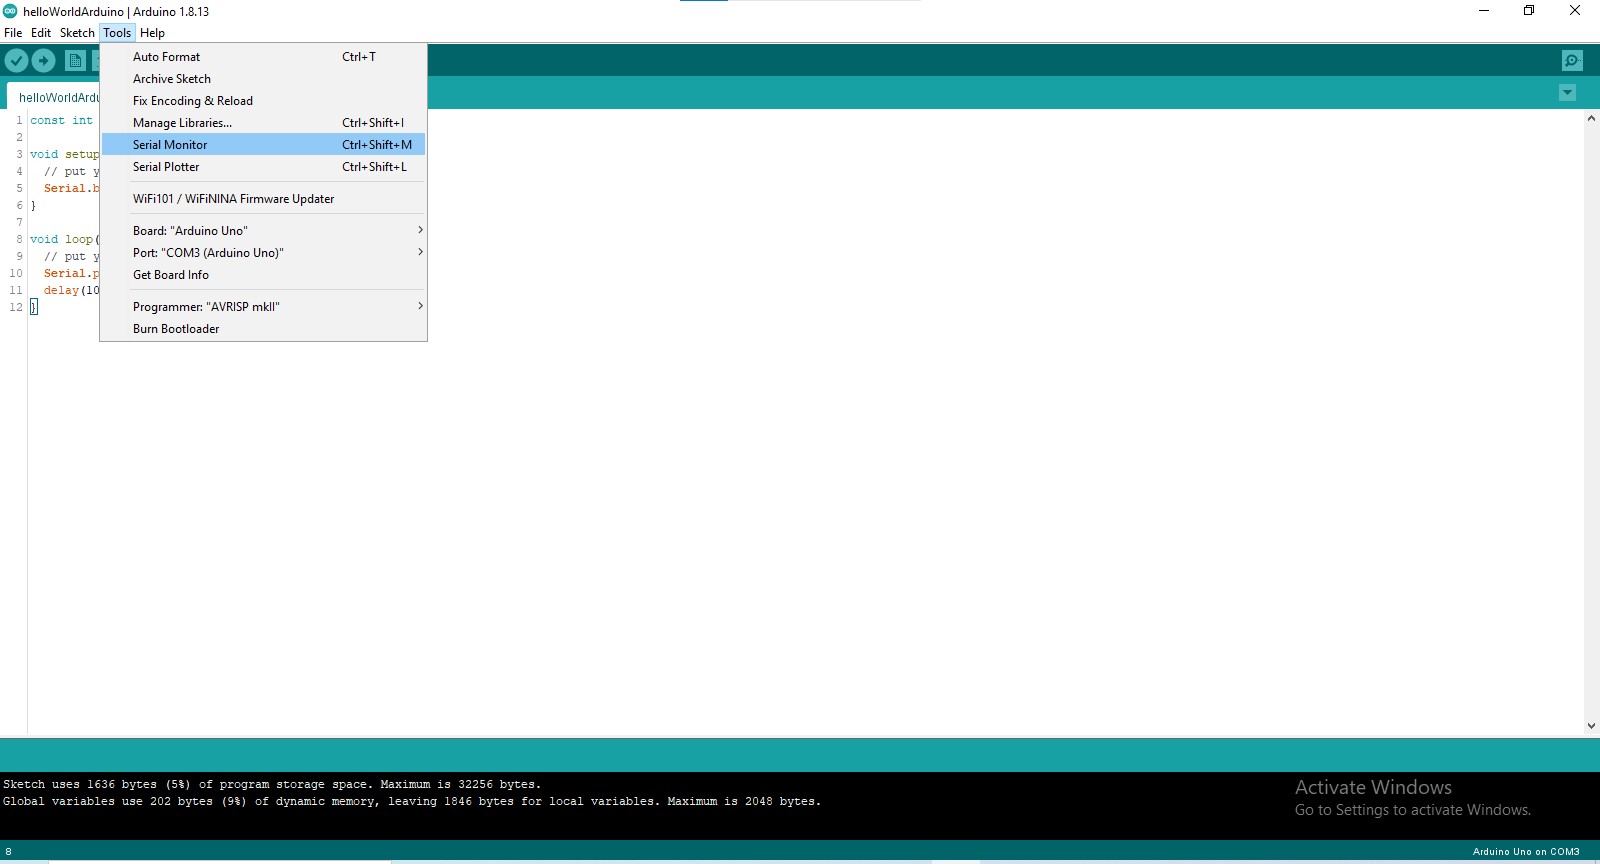 helloWorldArduino | Arduino 1.8.13
File Edit Sketch Tools Help
Auto Format Ctrl+T
Archive Sketch
Fix Encoding & Reload
Manage Libraries... Ctrl+Shift+I
Serial Monitor Ctrl+Shift+M
Serial Plotter Ctrl+Shift+L
WiFi101 / WiFiNINA Firmware Updater
Board: "Arduino Uno"
Port: "COM3 (Arduino Uno)"
Get Board Info
Programmer: "AVRISP mkII"
Burn Bootloader
helloWorldArdu
1 const int
2
3 void setup
4 // put y
5 Serial.b
6 }
7
8 void loop(
9 // put y
10 Serial.p
11 delay(10
12 }
Sketch uses 1636 bytes (5%) of program storage space. Maximum is 32256 bytes.
Global variables use 202 bytes (9%) of dynamic memory, leaving 1846 bytes for local variables. Maximum is 2048 bytes.
Activate Windows
Go to Settings to activate Windows.
8 Arduino Uno on COM3